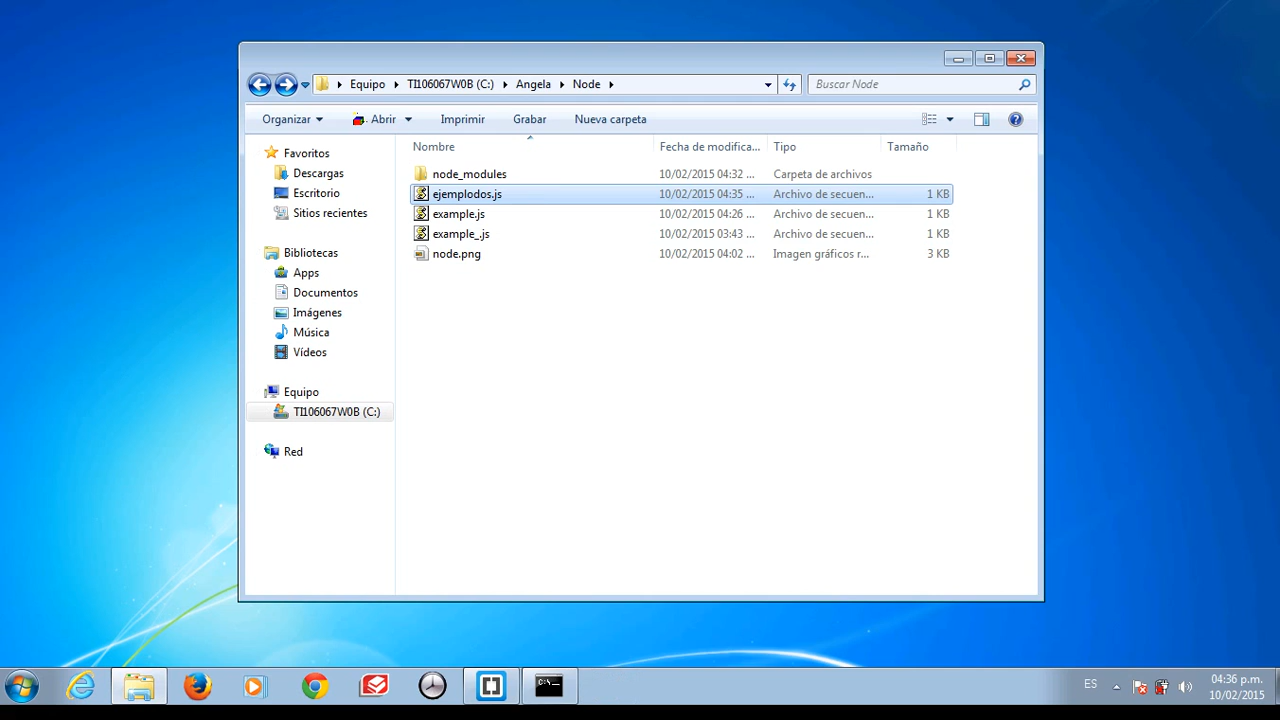 Equipo TI106067W0B (C:) Angela Node
Buscar Node
Organizar Abrir Imprimir Grabar Nueva carpeta
Nombre Fecha de modifica... Tipo Tamaño
node_modules 10/02/2015 04:32 ... Carpeta de archivos
ejemplodos.js 10/02/2015 04:35 ... Archivo de secuen... 1 KB
example.js 10/02/2015 04:26 ... Archivo de secuen... 1 KB
example_.js 10/02/2015 03:43 ... Archivo de secuen... 1 KB
node.png 10/02/2015 04:02 ... Imagen gráficos r... 3 KB
Favoritos
Descargas
Escritorio
Sitios recientes
Bibliotecas
Apps
Documentos
Imágenes
Música
Vídeos
Equipo
TI106067W0B (C:)
Red
C:\_
ES
04:36 p.m.
10/02/2015